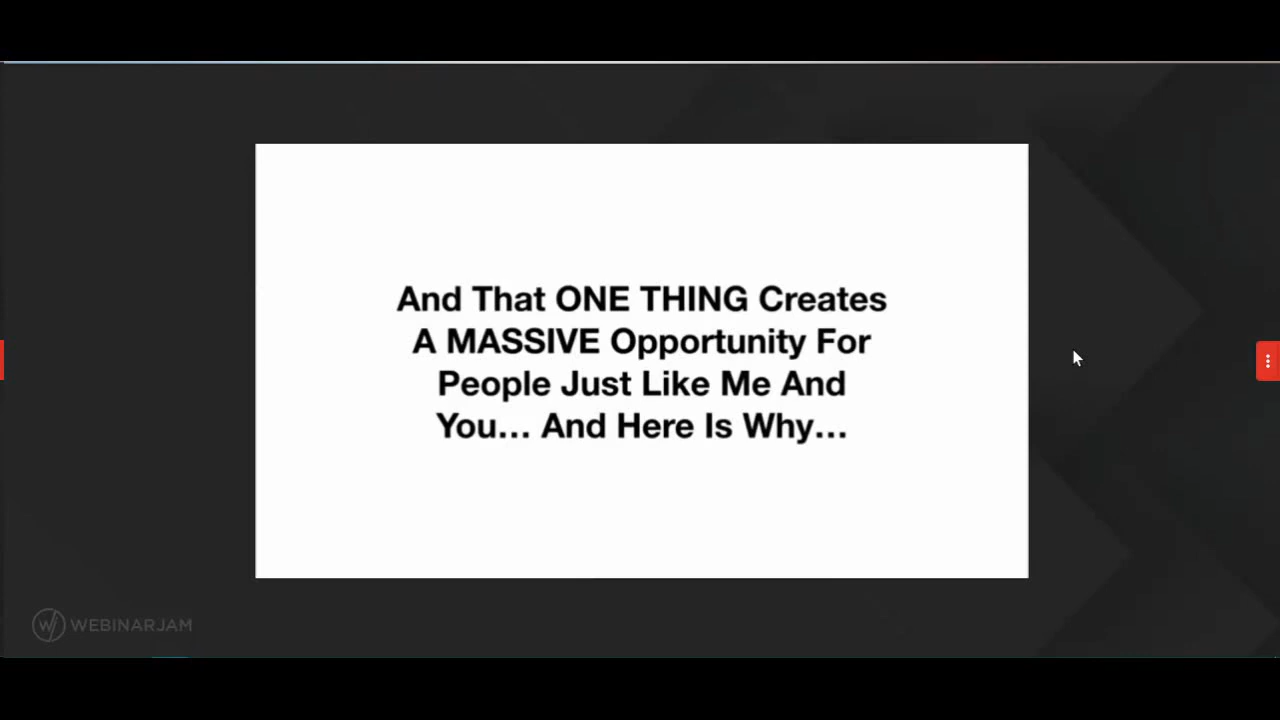 And That ONE THING Creates
A MASSIVE Opportunity For
People Just Like Me And
You... And Here Is Why...
WEBINARJAM